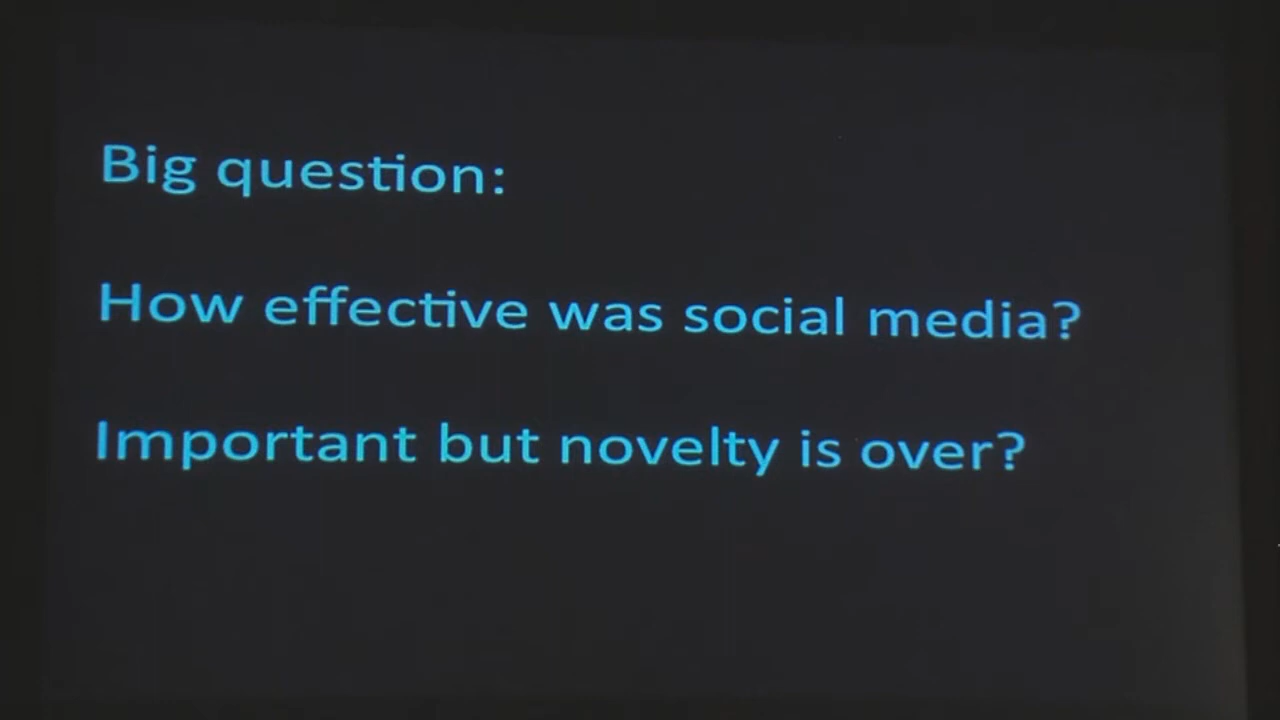 Big question:
How effective was social media?
Important but novelty is over?